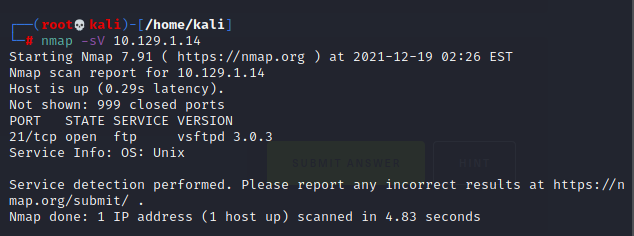 ┌──(root💀kali)-[/home/kali]
└─# nmap -sV 10.129.1.14
Starting Nmap 7.91 ( https://nmap.org ) at 2021-12-19 02:26 EST
Nmap scan report for 10.129.1.14
Host is up (0.29s latency).
Not shown: 999 closed ports
PORT   STATE SERVICE VERSION
21/tcp open  ftp     vsftpd 3.0.3
Service Info: OS: Unix
SUBMIT ANSWER
HINT
Service detection performed. Please report any incorrect results at https://n
map.org/submit/ .
Nmap done: 1 IP address (1 host up) scanned in 4.83 seconds